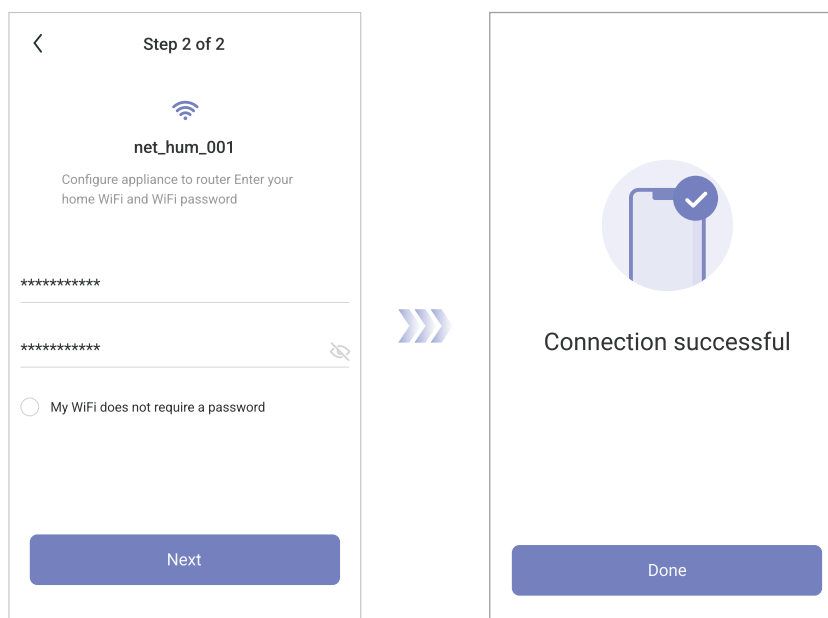 Step 2 of 2
net_hum_001
Configure appliance to router Enter your
home WiFi and WiFi password
***********
***********
My WiFi does not require a password
Next
Connection successful
Done